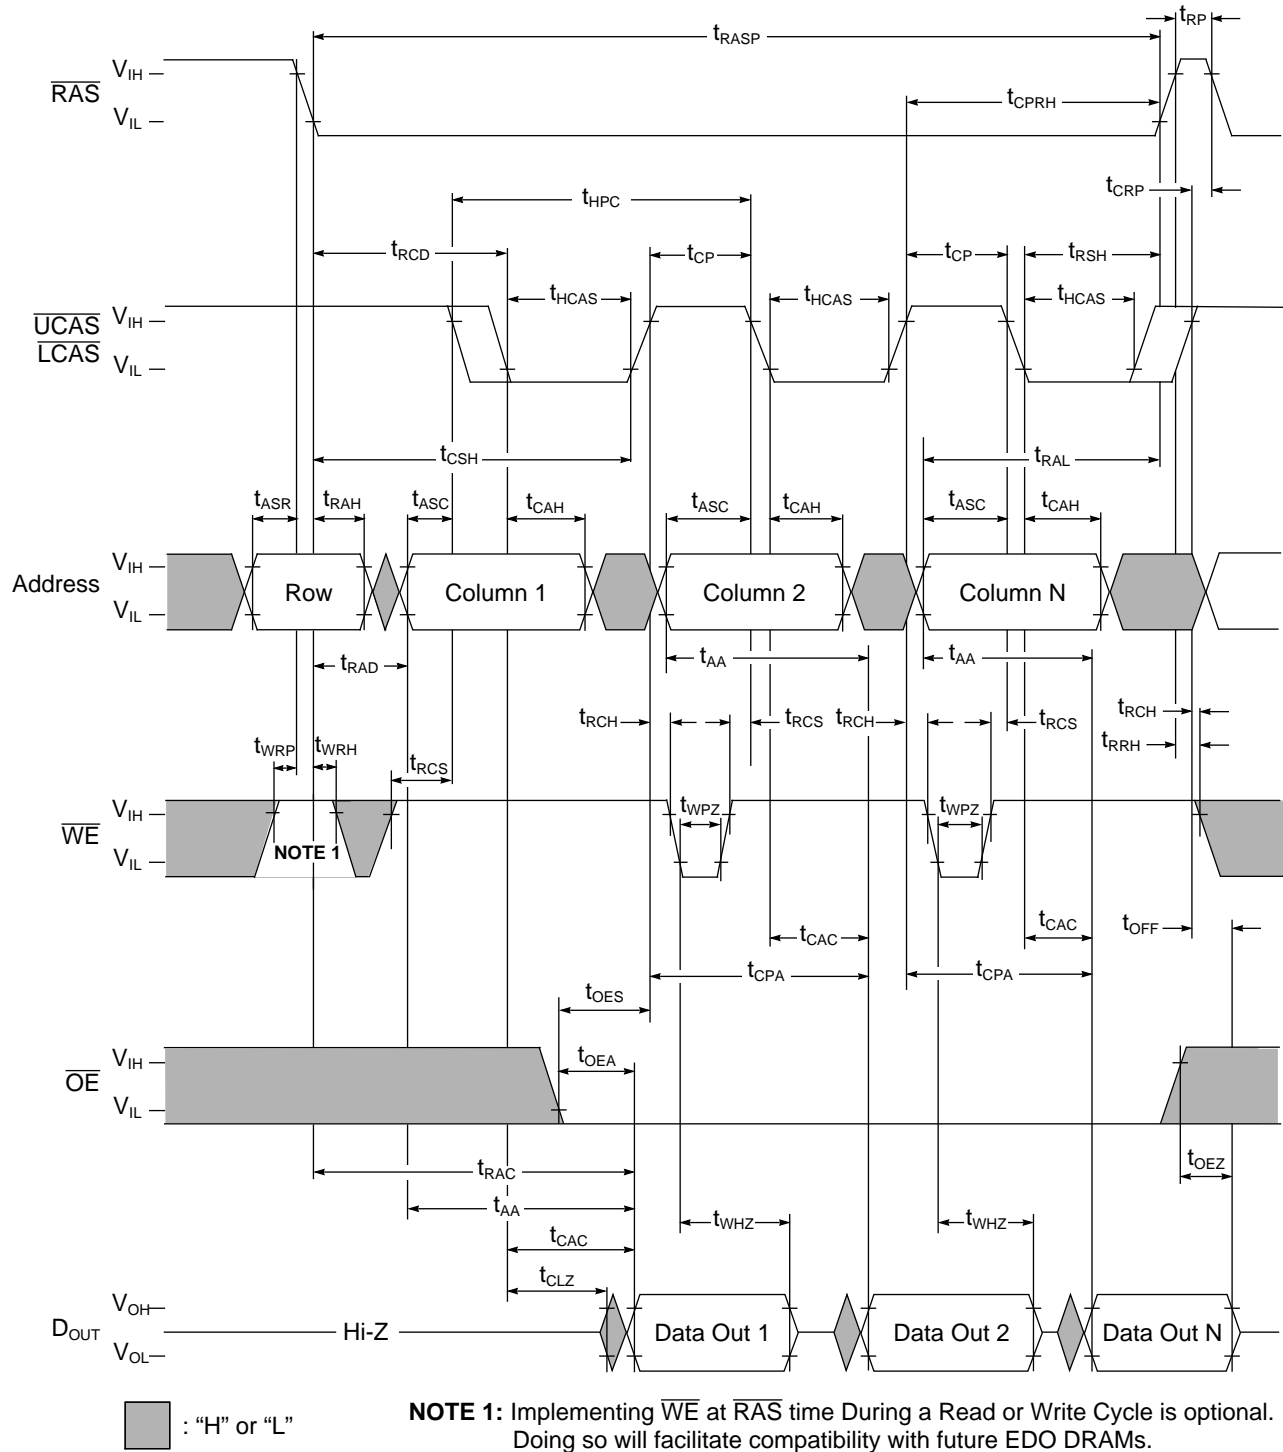 tRP
tRASP
RAS VIH
VIL
tCPRH
tCRP
tHPC
tRCD tCP tCP tRSH
tHCAS tHCAS tHCAS
UCAS VIH
LCAS
VIL
tCSH tRAL
tASR tRAH tASC tCAH tASC tCAH tASC tCAH
Address VIH
VIL
Row Column 1 Column 2 Column N
tRAD tAA tAA
tRCH tRCS tRCH tRCS tRCH
tWRP tWRH tRCS tRRH
WE VIH
VIL
NOTE 1 tWPZ tWPZ
tCAC tCAC tOFF
tCPA tCPA
tOES
OE VIH
VIL
tOEA
tRAC tOEZ
tAA tWHZ tWHZ
tCAC
tCLZ
DOUT VOH
VOL
Hi-Z Data Out 1 Data Out 2 Data Out N
: “H” or “L”
NOTE 1: Implementing WE at RAS time During a Read or Write Cycle is optional.
Doing so will facilitate compatibility with future EDO DRAMs.